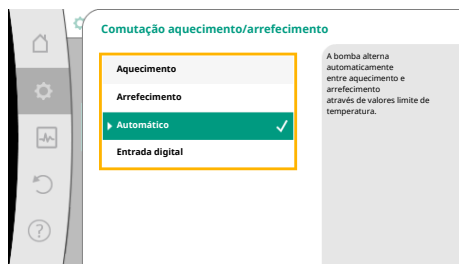 Comutação aquecimento/arrefecimento
Aquecimento
Arrefecimento
Automático
Entrada digital
A bomba alterna
automaticamente
entre aquecimento e
arrefecimento
através de valores limite de
temperatura.
?